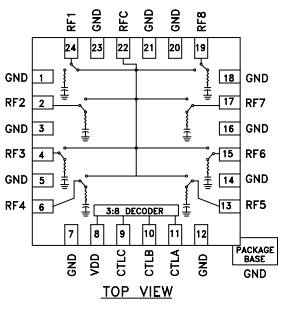 RF1 GND RFC GND GND RF8
24 23 22 21 20 19
GND 1 18 GND
RF2 2 17 RF7
GND 3 16 GND
RF3 4 15 RF6
GND 5 14 GND
RF4 6 13 RF5
3:8 DECODER
7 8 9 10 11 12
GND VDD CTLC CTLB CTLA GND
PACKAGE
BASE
GND
TOP VIEW